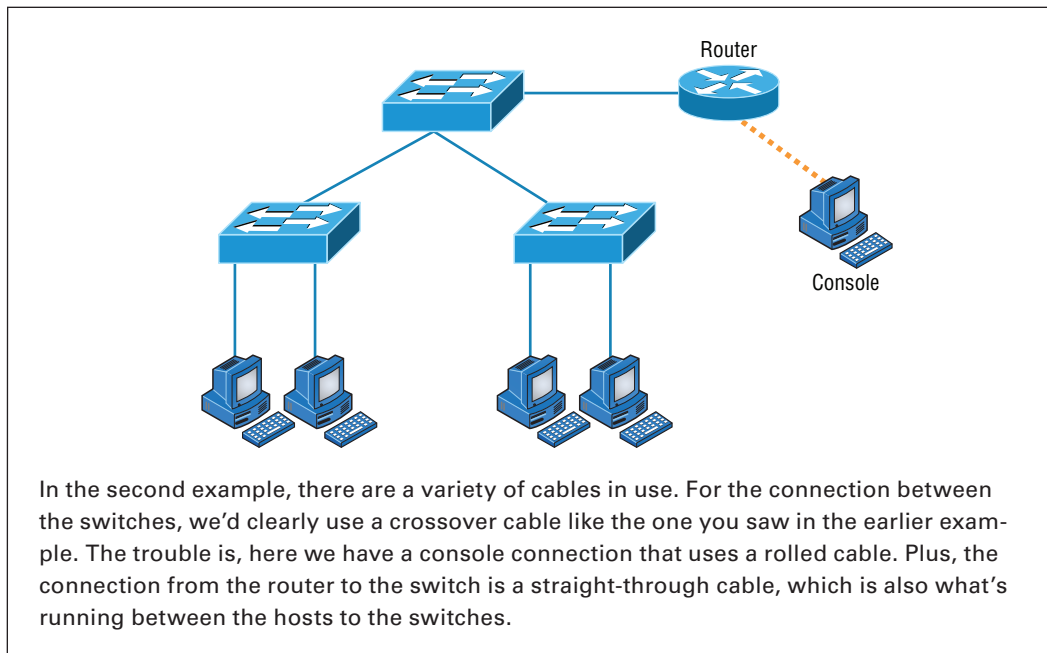 Router
Console
In the second example, there are a variety of cables in use. For the connection between
the switches, we’d clearly use a crossover cable like the one you saw in the earlier exam-
ple. The trouble is, here we have a console connection that uses a rolled cable. Plus, the
connection from the router to the switch is a straight-through cable, which is also what’s
running between the hosts to the switches.